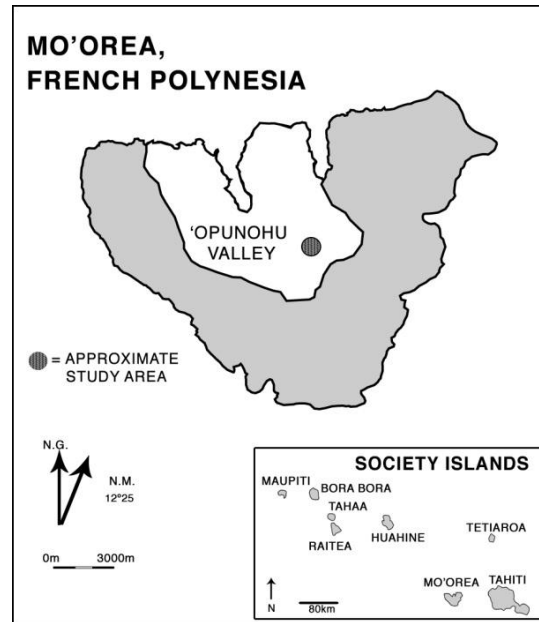 MO’OREA,
FRENCH POLYNESIA
‘OPUNOHU
VALLEY
= APPROXIMATE
STUDY AREA
N.G.
N.M.
12°25
0m 3000m
SOCIETY ISLANDS
MAUPITI
BORA BORA
TAHAA
RAITEA
HUAHINE
TETIAROA
MO’OREA
TAHITI
N
80km